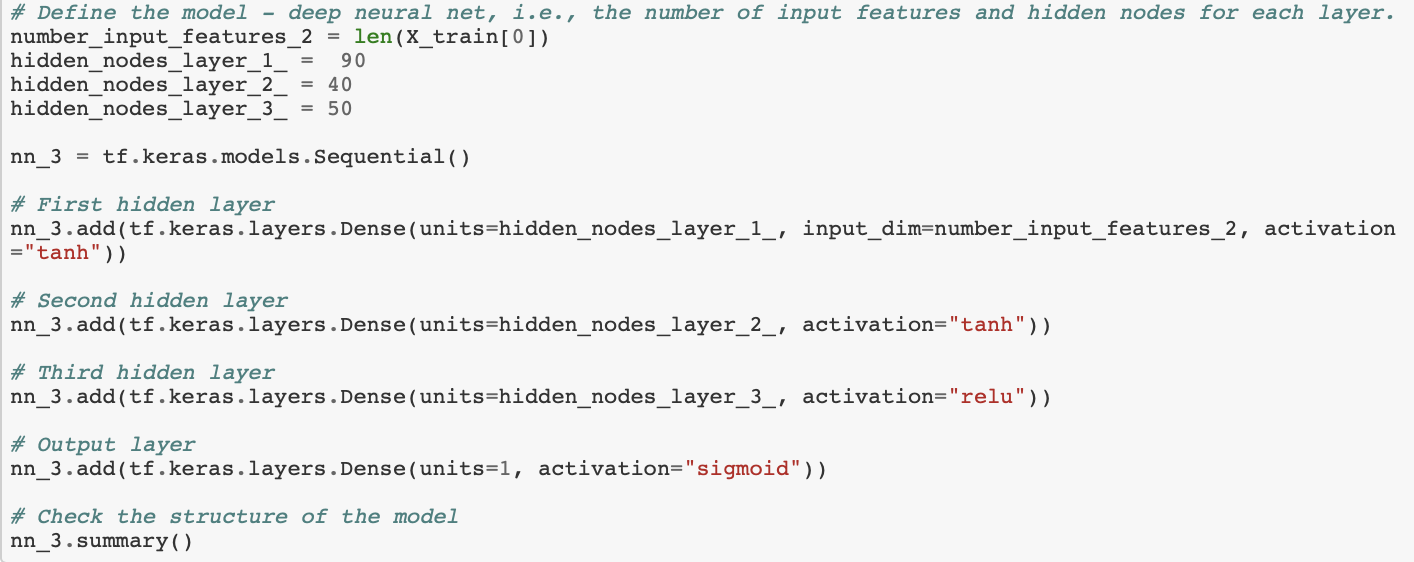 # Define the model - deep neural net, i.e., the number of input features and hidden nodes for each layer.
number_input_features_2 = len(X_train[0])
hidden_nodes_layer_1_ =  90
hidden_nodes_layer_2_ = 40
hidden_nodes_layer_3_ = 50

nn_3 = tf.keras.models.Sequential()

# First hidden layer
nn_3.add(tf.keras.layers.Dense(units=hidden_nodes_layer_1_, input_dim=number_input_features_2, activation
="tanh"))

# Second hidden layer
nn_3.add(tf.keras.layers.Dense(units=hidden_nodes_layer_2_, activation="tanh"))

# Third hidden layer
nn_3.add(tf.keras.layers.Dense(units=hidden_nodes_layer_3_, activation="relu"))

# Output layer
nn_3.add(tf.keras.layers.Dense(units=1, activation="sigmoid"))

# Check the structure of the model
nn_3.summary()